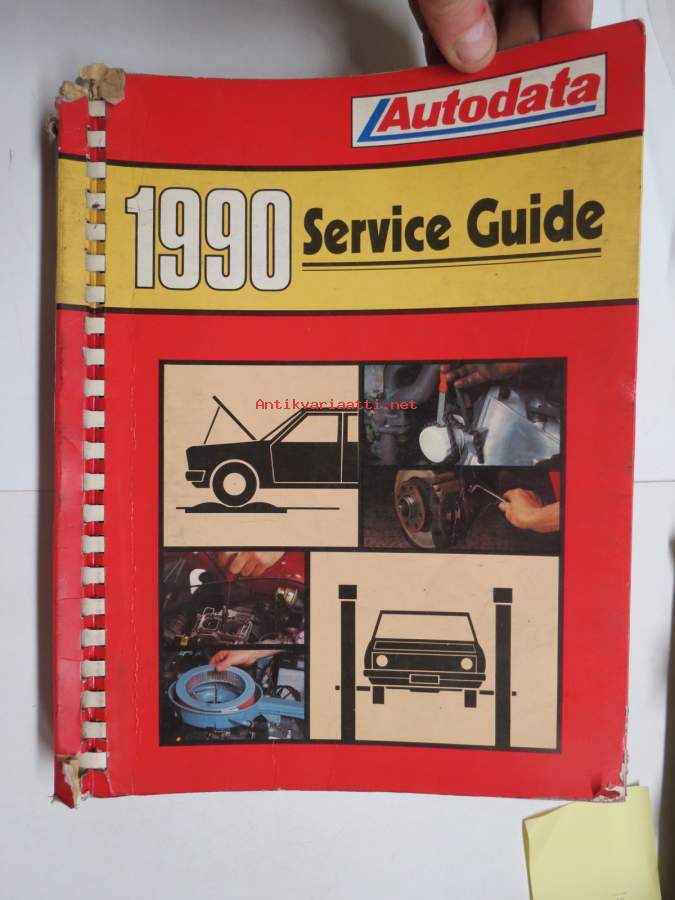 Autodata
1990 Service Guide
Antikvariaatti.net